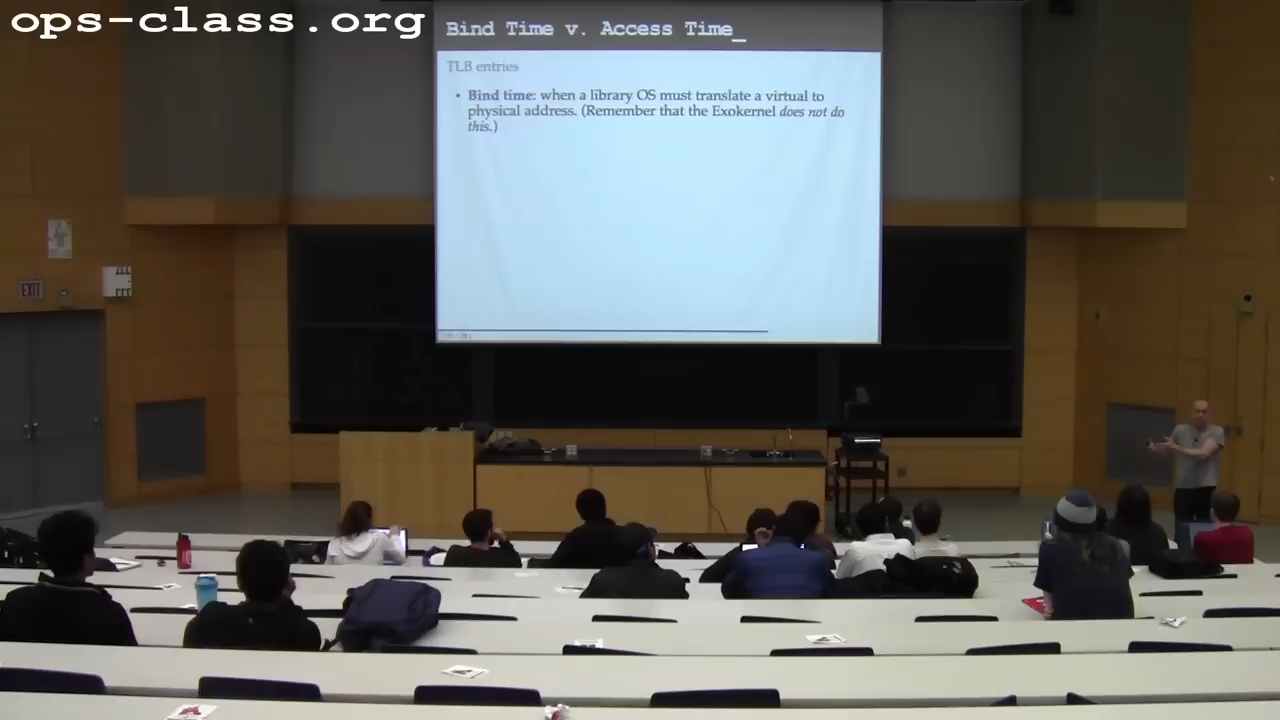 ops-class.org
Bind Time v. Access Time_
TLB entries
• Bind time: when a library OS must translate a virtual to
physical address. (Remember that the Exokernel does not do
this.)
EXIT